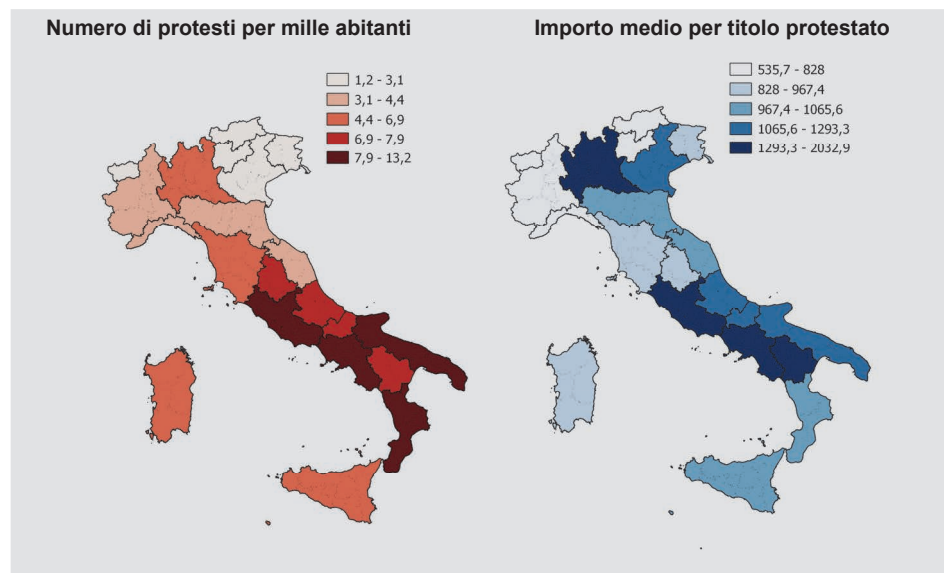 Numero di protesti per mille abitanti
1,2 - 3,1
3,1 - 4,4
4,4 - 6,9
6,9 - 7,9
7,9 - 13,2
Importo medio per titolo protestato
535,7 - 828
828 - 967,4
967,4 - 1065,6
1065,6 - 1293,3
1293,3 - 2032,9